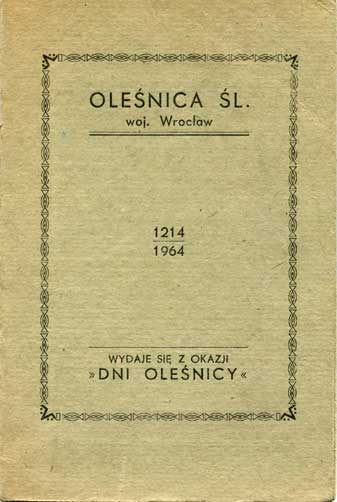 OLEŚNICA ŚL.
woj. Wrocław
1214
1964
WYDAJE SIĘ Z OKAZJI
»DNI OLEŚNICY«